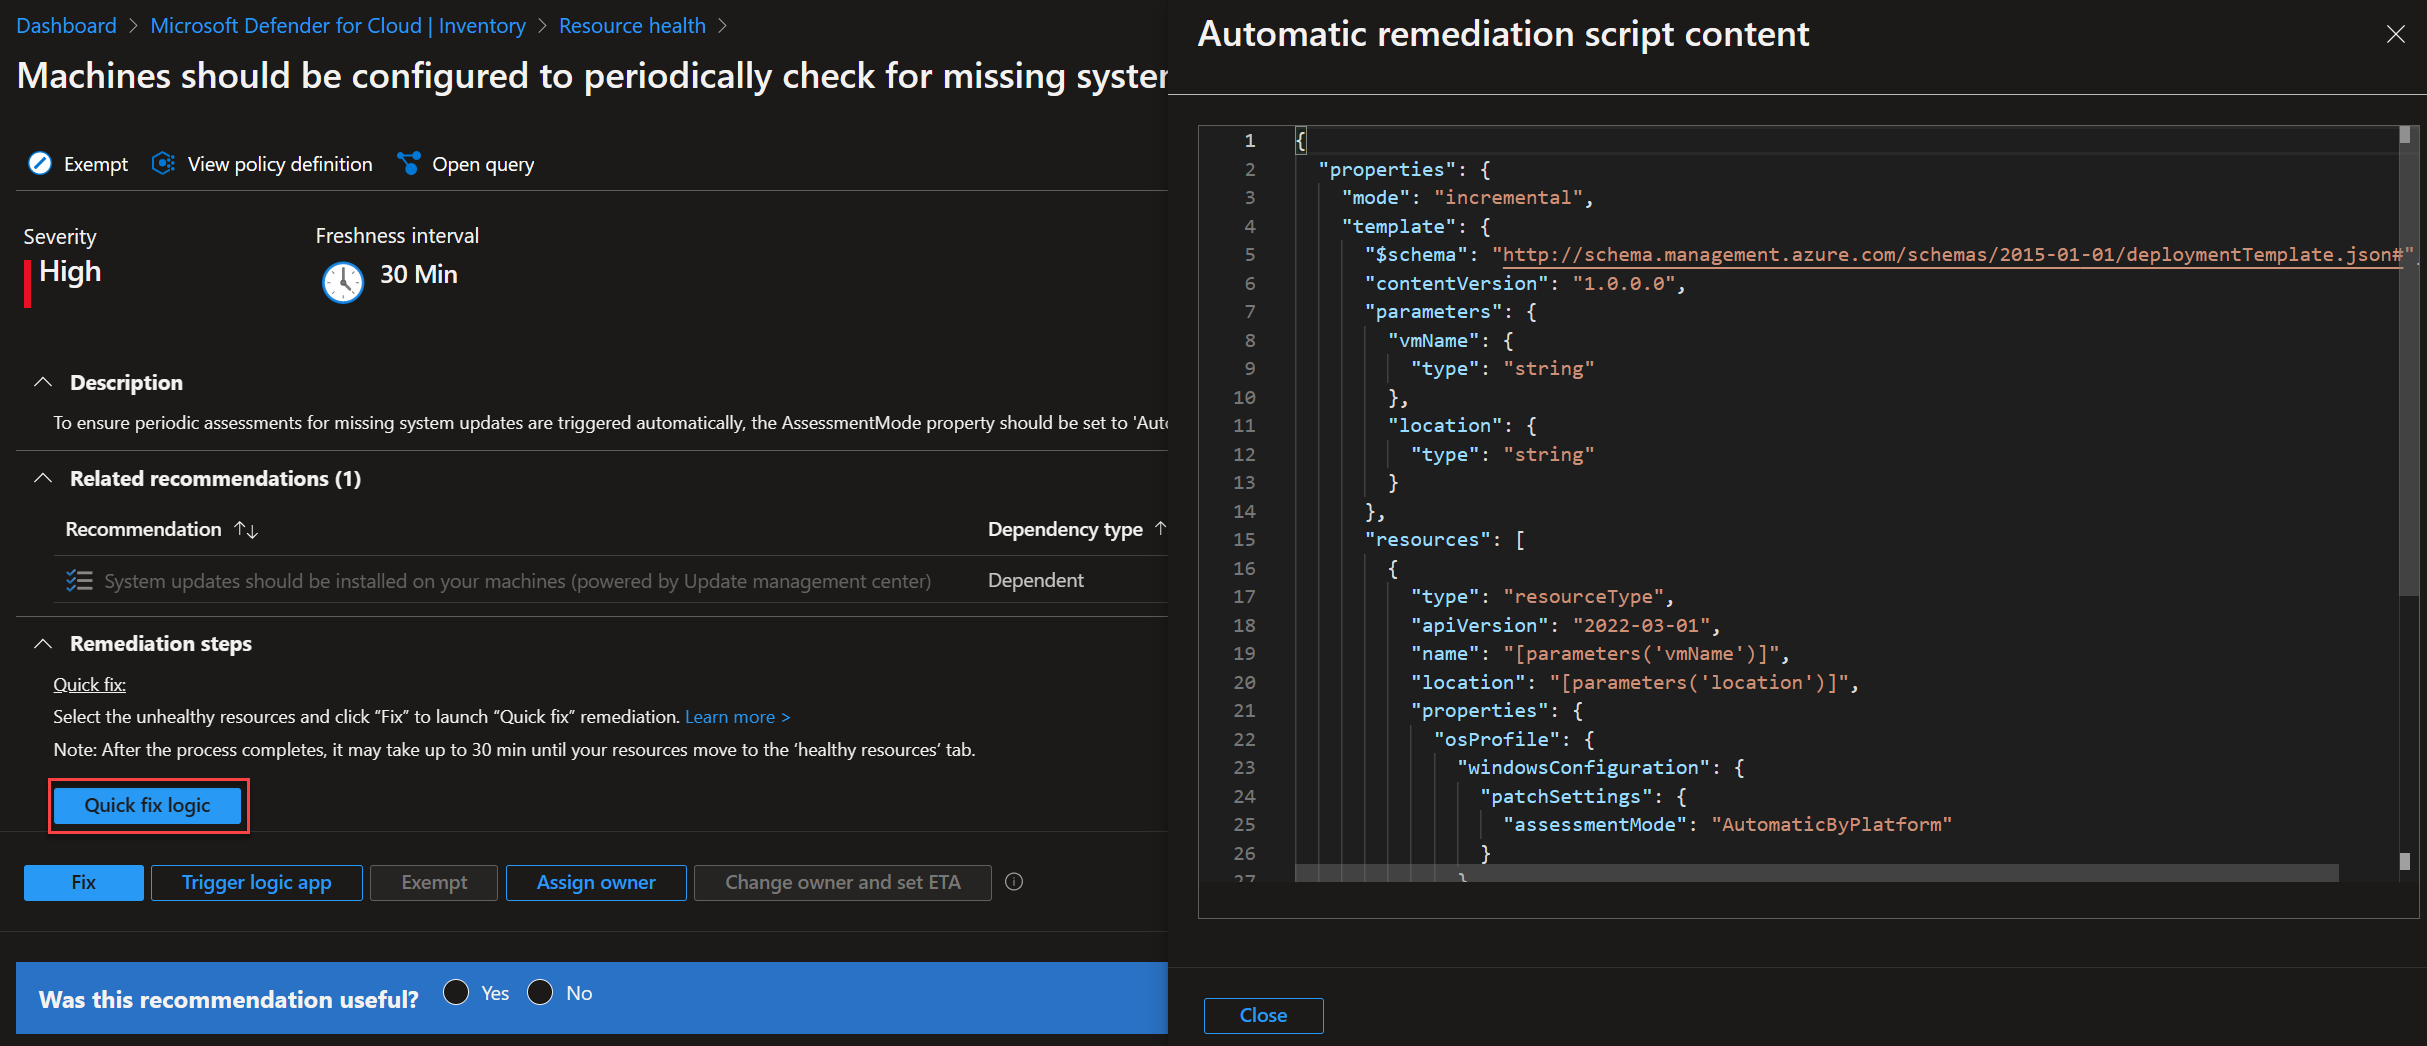 Dashboard > Microsoft Defender for Cloud | Inventory > Resource health >
Machines should be configured to periodically check for missing system
Exempt View policy definition Open query
Severity
High
Freshness interval
30 Min
Description
To ensure periodic assessments for missing system updates are triggered automatically, the AssessmentMode property should be set to 'Auto
Related recommendations (1)
Recommendation ↑↓ Dependency type ↑
System updates should be installed on your machines (powered by Update management center) Dependent
Remediation steps
Quick fix:
Select the unhealthy resources and click “Fix” to launch “Quick fix” remediation. Learn more >
Note: After the process completes, it may take up to 30 min until your resources move to the ‘healthy resources’ tab.
Quick fix logic
Fix Trigger logic app Exempt Assign owner Change owner and set ETA
Was this recommendation useful? Yes No
Automatic remediation script content
1 {
2 "properties": {
3 "mode": "incremental",
4 "template": {
5 "$schema": "http://schema.management.azure.com/schemas/2015-01-01/deploymentTemplate.json#",
6 "contentVersion": "1.0.0.0",
7 "parameters": {
8 "vmName": {
9 "type": "string"
10 },
11 "location": {
12 "type": "string"
13 }
14 },
15 "resources": [
16 {
17 "type": "resourceType",
18 "apiVersion": "2022-03-01",
19 "name": "[parameters('vmName')]",
20 "location": "[parameters('location')]",
21 "properties": {
22 "osProfile": {
23 "windowsConfiguration": {
24 "patchSettings": {
25 "assessmentMode": "AutomaticByPlatform"
26 }
27 }
Close